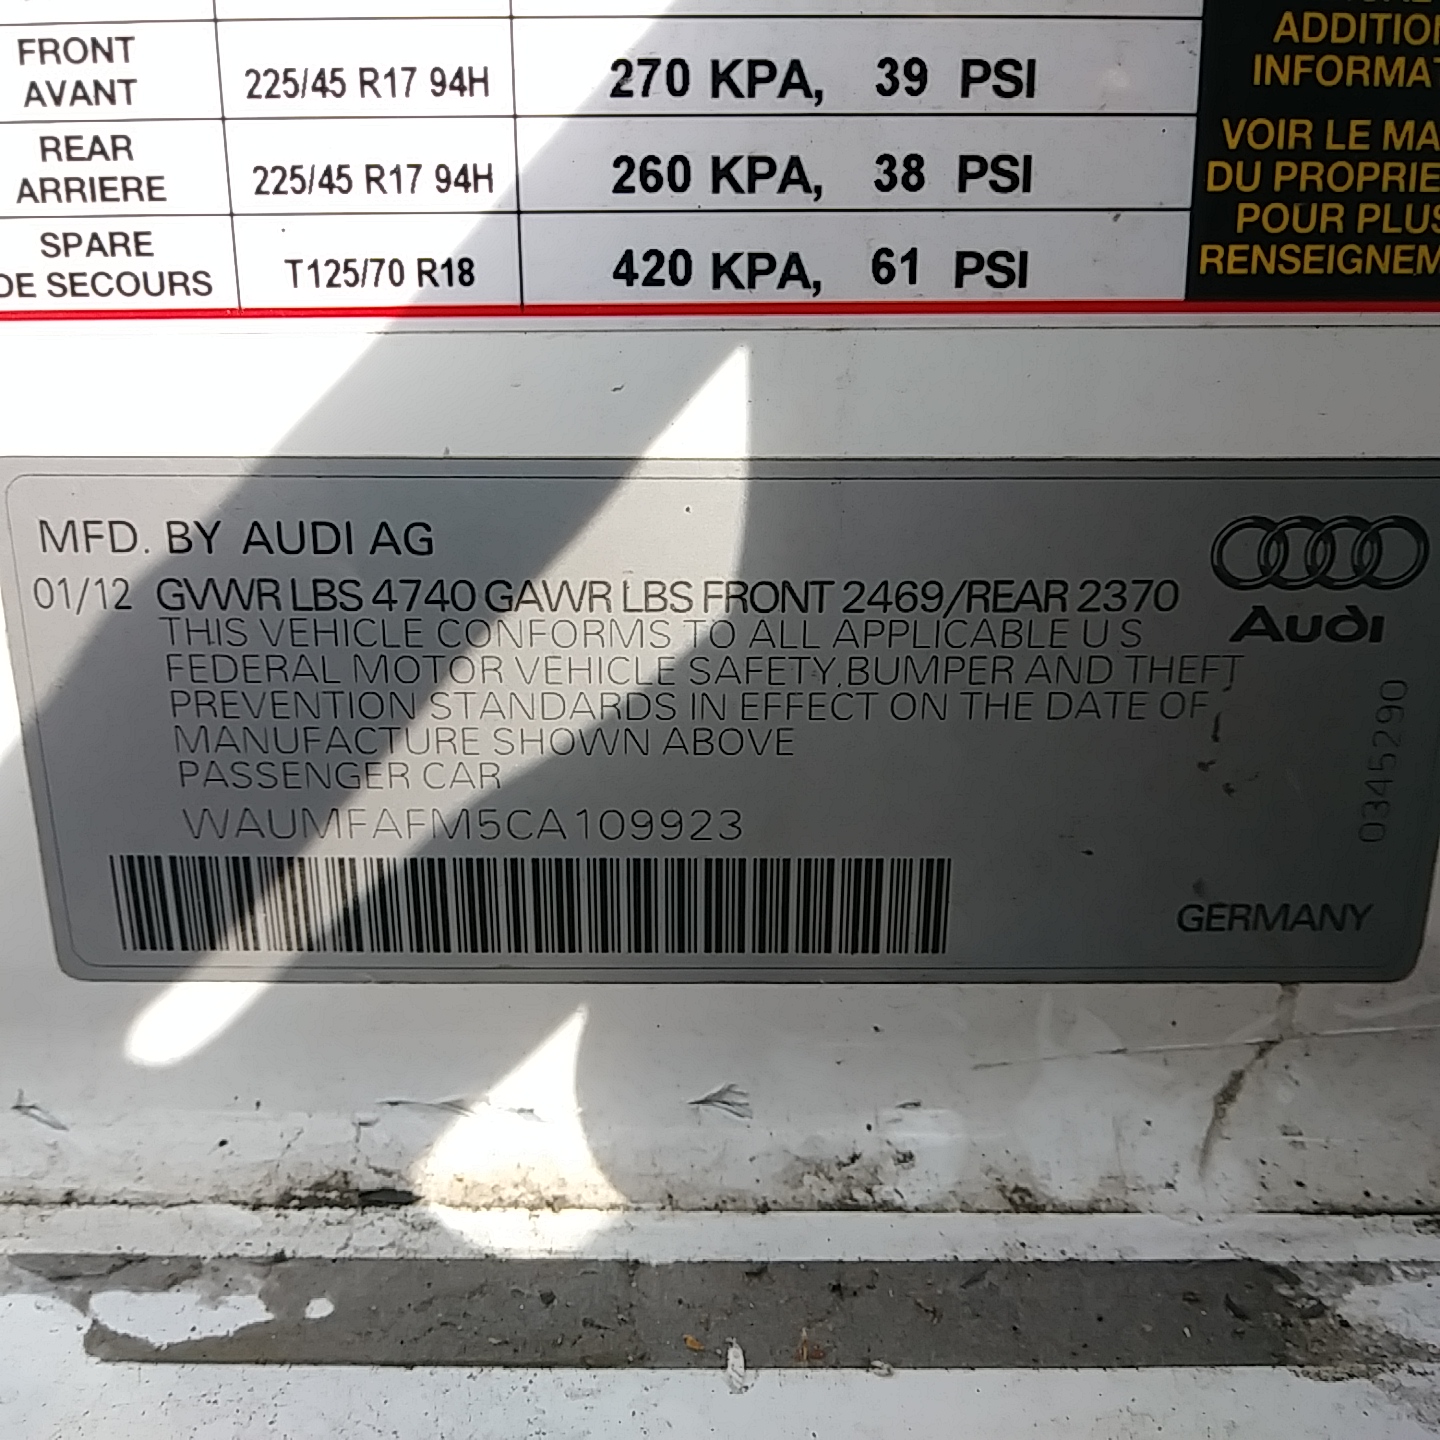 ADDITIO
FRONT
AVANT
225/45 R17 94H
270 KPA, 39 PSI
INFORMAT
REAR
ARRIERE
225/45 R17 94H
260 KPA, 38 PSI
VOIR LE MA
DU PROPRIE
SPARE
DE SECOURS
T125/70 R18
420 KPA, 61 PSI
POUR PLUS
RENSEIGNEM
MFD. BY AUDI AG
01/12 GVWR LBS 4740 GAWR LBS FRONT 2469/REAR 2370
THIS VEHICLE CONFORMS TO ALL APPLICABLE U S
FEDERAL MOTOR VEHICLE SAFETY, BUMPER AND THEFT
PREVENTION STANDARDS IN EFFECT ON THE DATE OF
MANUFACTURE SHOWN ABOVE
PASSENGER CAR
WAUMFAFM5CA109923
Audi
0345290
GERMANY